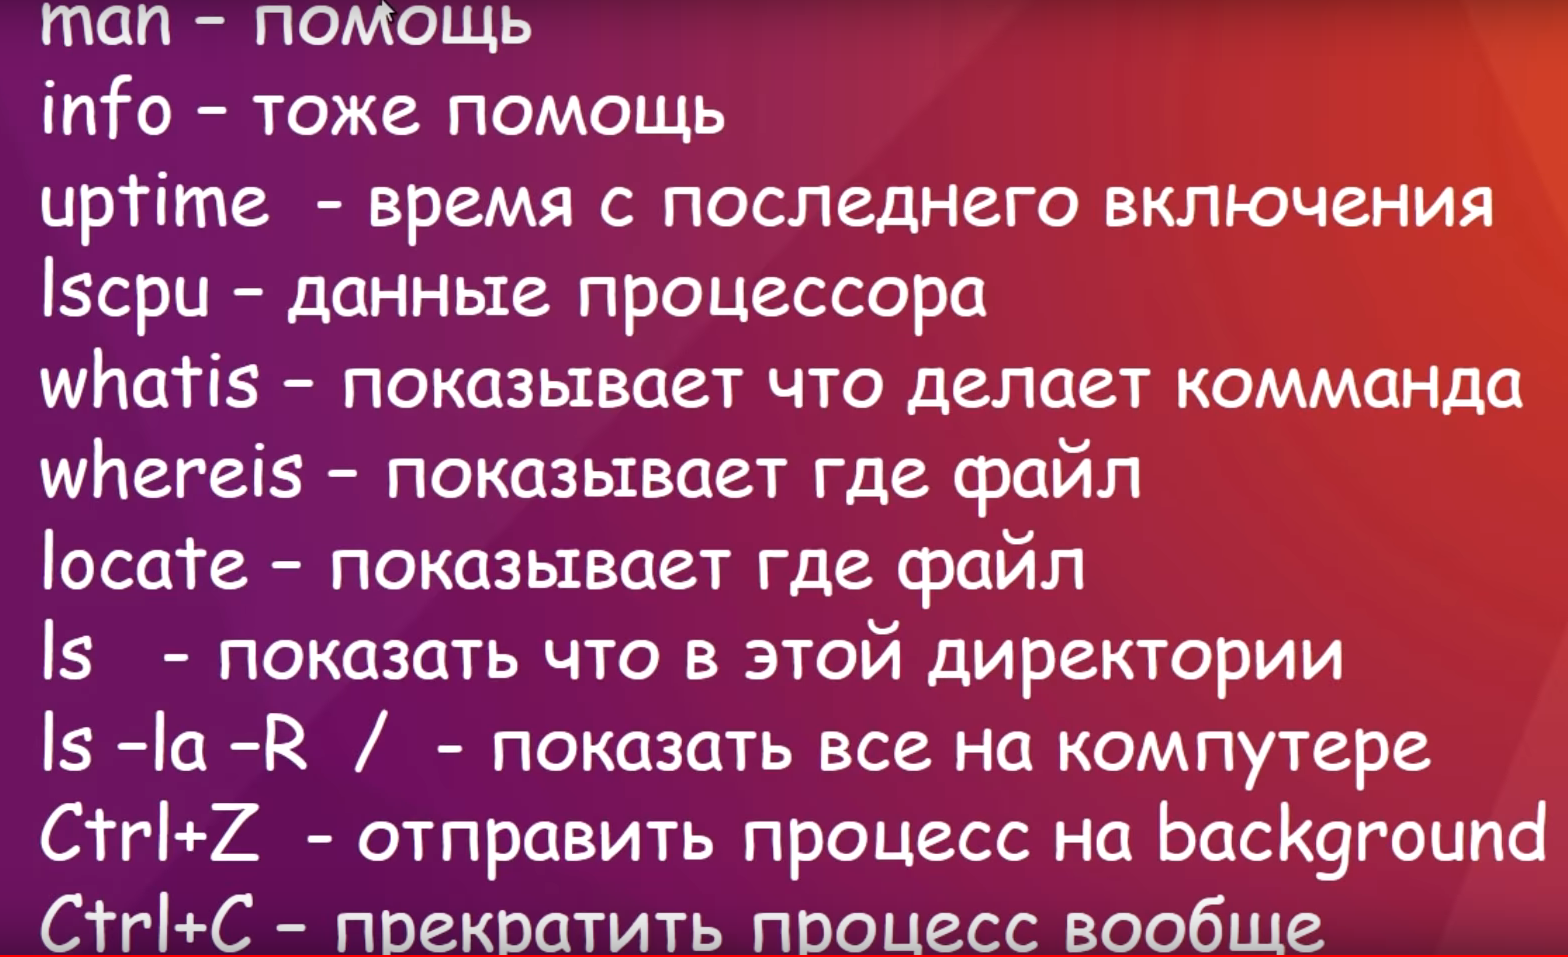 man – помощь
info – тоже помощь
uptime  - время с последнего включения
lscpu – данные процессора
whatis – показывает что делает комманда
whereis – показывает где файл
locate – показывает где файл
ls   - показать что в этой директории
ls –la –R  /  - показать все на компутере
Ctrl+Z  - отправить процесс на background
Ctrl+C – прекратить процесс вообще